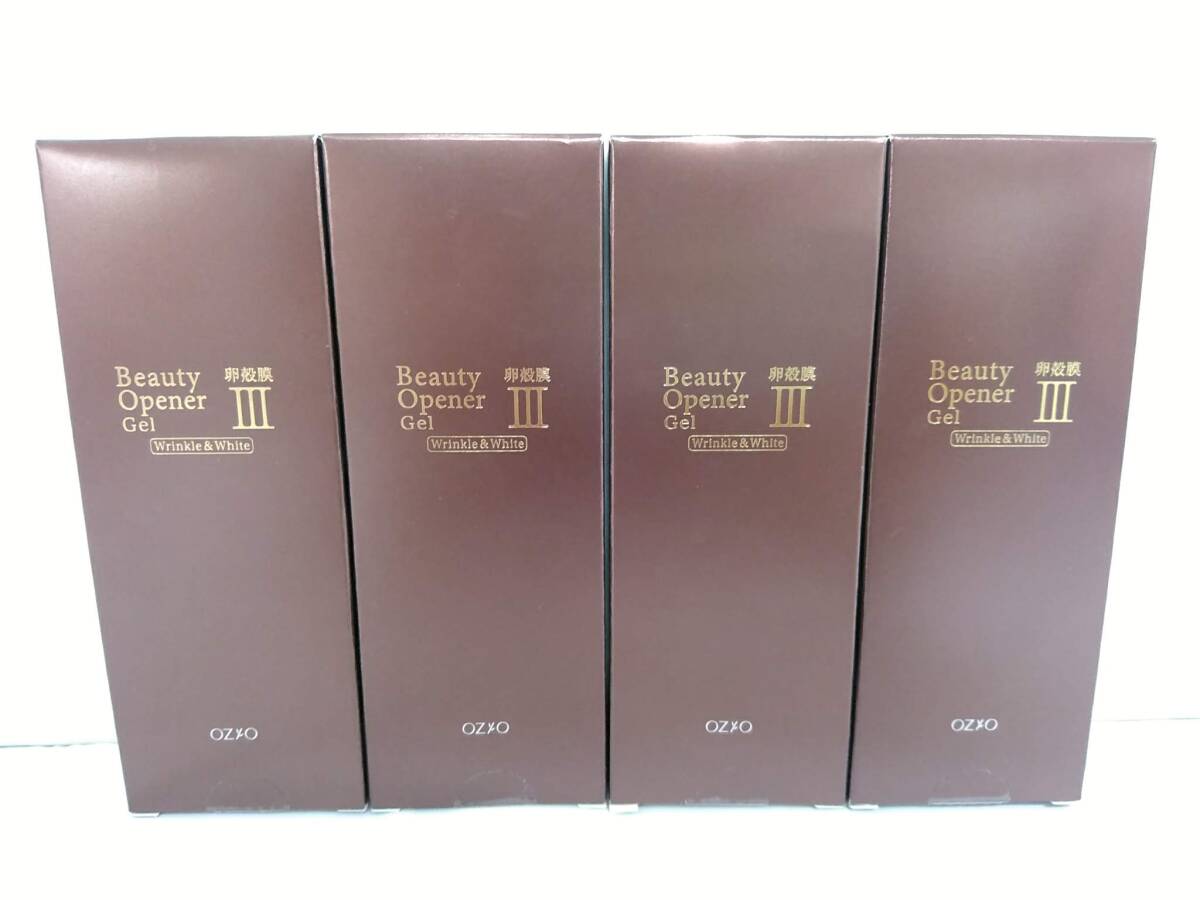 Beauty 卵殻膜
Opener III
Gel
Wrinkle & White
OZIO
Beauty 卵殻膜
Opener III
Gel
Wrinkle & White
OZIO
Beauty 卵殻膜
Opener III
Gel
Wrinkle & White
OZIO
Beauty 卵殻膜
Opener III
Gel
Wrinkle & White
OZIO